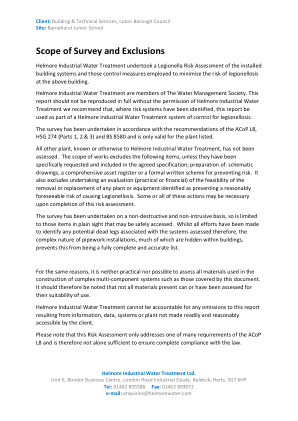 Client: Building & Technical Services, Luton Borough Council
Site: Barnehurst Junior School
Scope of Survey and Exclusions
Helmore Industrial Water Treatment undertook a Legionella Risk Assessment of the installed
building systems and those control measures employed to minimise the risk of legionellosis
at the above building.
Helmore Industrial Water Treatment are members of The Water Management Society. This
report should not be reproduced in full without the permission of Helmore Industrial Water
Treatment we recommend that, where risk systems have been identified, this report be
used as part of a Helmore Industrial Water Treatment system of control for legionellosis.
The survey has been undertaken in accordance with the recommendations of the ACoP L8,
HSG 274 (Parts 1, 2 & 3) and BS 8580 and is only valid for the plant listed.
All other plant, known or otherwise to Helmore Industrial Water Treatment, has not been
assessed. The scope of works excludes the following items, unless they have been
specifically requested and included in the agreed specification; preparation of: schematic
drawings, a comprehensive asset register or a formal written scheme for preventing risk. It
also excludes undertaking an evaluation (practical or financial) of the feasibility of the
removal or replacement of any plant or equipment identified as presenting a reasonably
foreseeable risk of causing Legionellosis. Some or all of these actions may be necessary
upon completion of this risk assessment.
The survey has been undertaken on a non-destructive and non-intrusive basis, so is
limited to those items in plain sight that may be safely accessed. Whilst all efforts have been made
to identify any potential dead legs associated with the systems assessed therefore, the
complex nature of pipework installations, much of which are hidden within buildings,
prevents this from being a fully complete and accurate list.
For the same reasons, it is neither practical nor possible to assess all materials used in the
construction of complex multi-component systems such as those covered by this document.
It should therefore be noted that not all materials present can or have been assessed for
their suitability of use.
Helmore Industrial Water Treatment cannot be accountable for any omissions to this report
resulting from information, data, systems or plant not made readily and reasonably
accessible by the client.
Please note that this Risk Assessment only addresses one of many requirements of the ACoP
L8 and is therefore not alone sufficient to ensure complete compliance with the law.
Helmore Industrial Water Treatment Ltd.
Unit 6, Bondor Business Centre, London Road Industrial Estate, Baldock, Herts, SG7 6HP
Tel: 01462 895588 Fax: 01462 893072
e-mail: enquiries@helmorewater.com